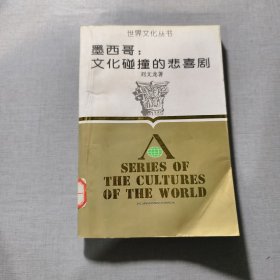 世界文化丛书
墨西哥：
文化碰撞的悲喜剧
刘文龙著
A
SERIES OF
THE CULTURES
OF THE WORLD